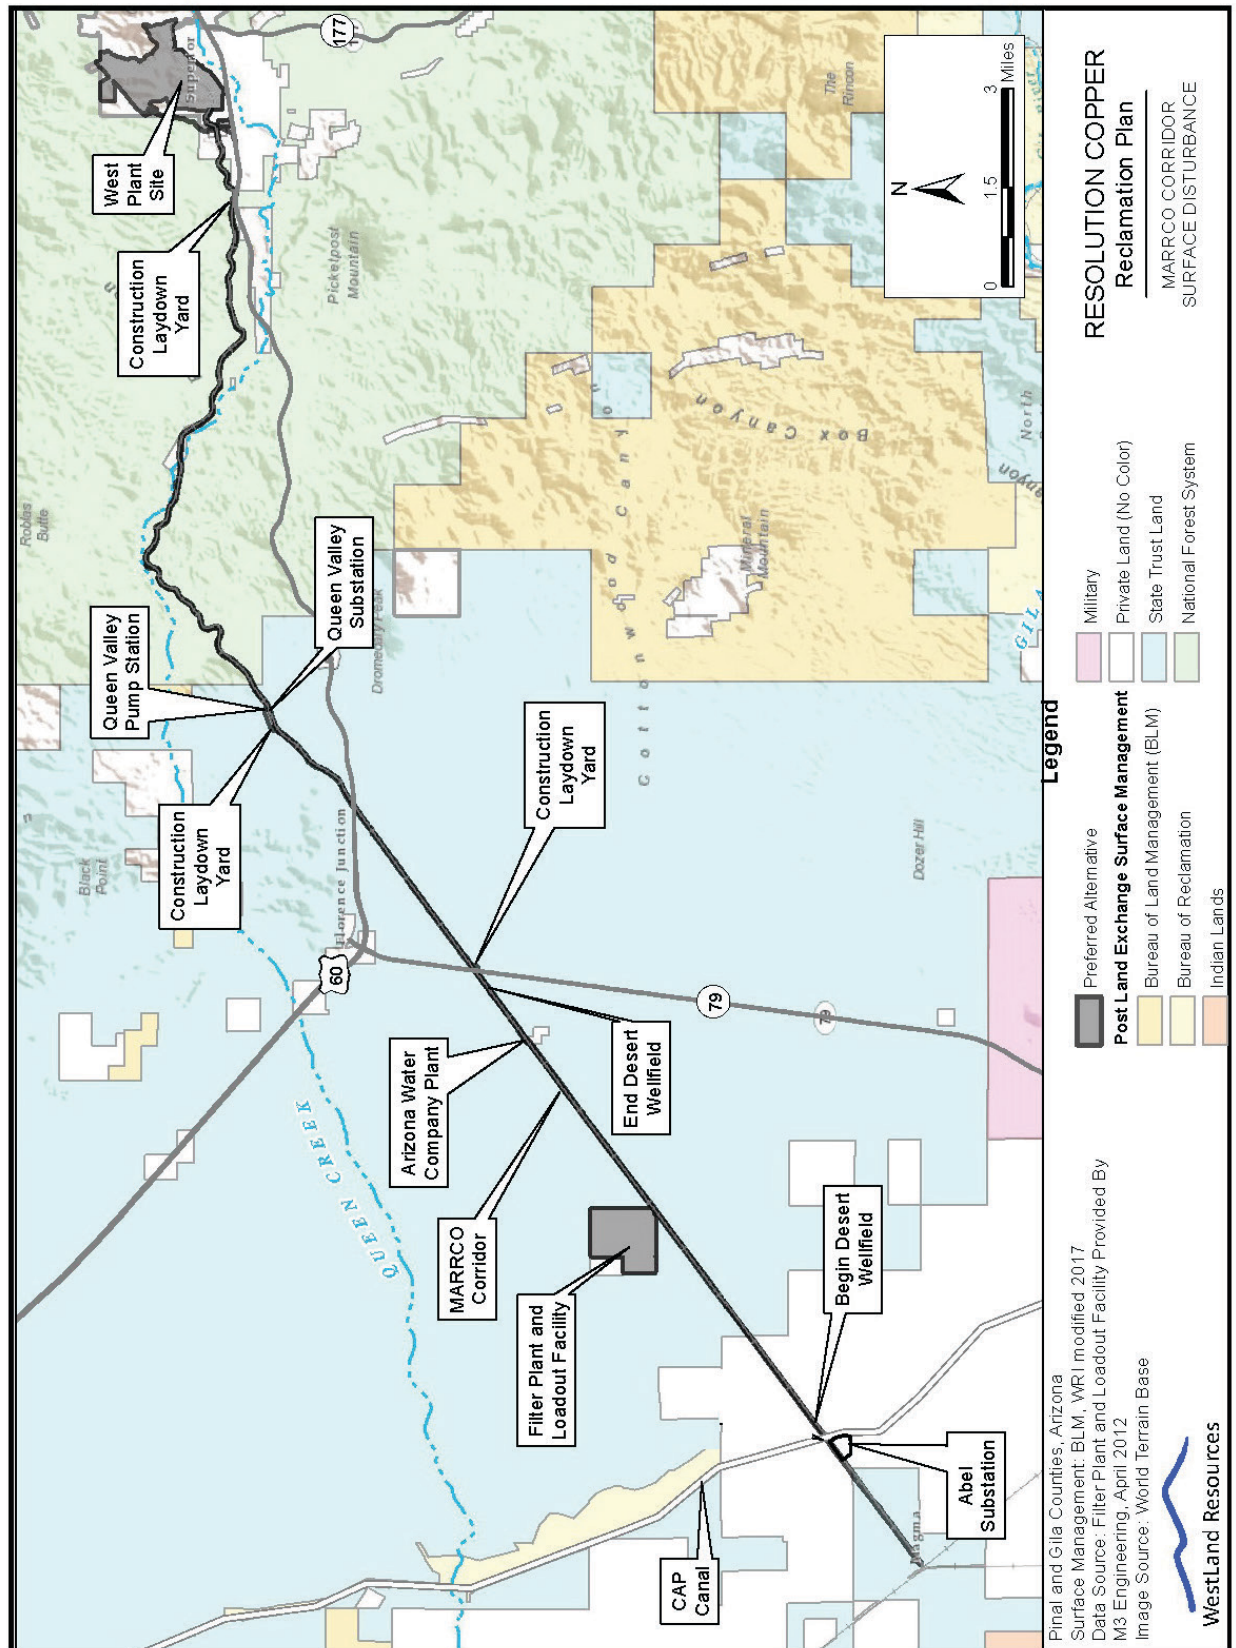 West
Plant
Site
Superior
177
Construction
Laydown
Yard
Picketpost
Mountain
The
Rincon
Roblas
Butte
Queen Valley
Pump Station
Queen Valley
Substation
Dromedary Peak
Construction
Laydown
Yard
Black
Point
Florence Junction
60
Construction
Laydown
Yard
Cottonwood Canyon
Box Canyon
Mineral
Mountain
North
GILA
Dozer Hill
79
79
QUEEN CREEK
Arizona Water
Company Plant
End Desert
Wellfield
MARRCO
Corridor
Filter Plant and
Loadout Facility
Begin Desert
Wellfield
CAP
Canal
Abel
Substation
Magma
N
0 1.5 3
Miles
RESOLUTION COPPER
Reclamation Plan
MARRCO CORRIDOR
SURFACE DISTURBANCE
Legend
Preferred Alternative
Post Land Exchange Surface Management
Bureau of Land Management (BLM)
Bureau of Reclamation
Indian Lands
Military
Private Land (No Color)
State Trust Land
National Forest System
Pinal and Gila Counties, Arizona
Surface Management: BLM, WRI modified 2017
Data Source: Filter Plant and Loadout Facility Provided By
M3 Engineering, April 2012
Image Source: World Terrain Base
WestLand Resources